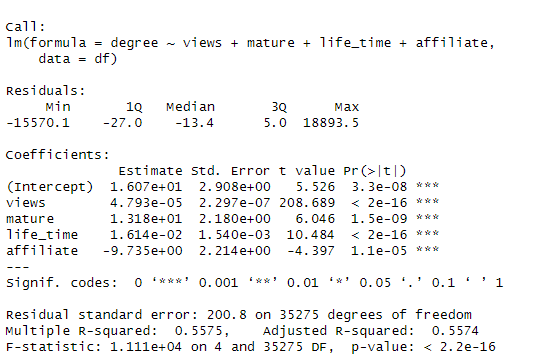 Call:
lm(formula = degree ~ views + mature + life_time + affiliate,
    data = df)

Residuals:
     Min       1Q   Median       3Q      Max
-15570.1    -27.0    -13.4      5.0  18893.5

Coefficients:
              Estimate Std. Error t value Pr(>|t|)
(Intercept)  1.607e+01  2.908e+00   5.526  3.3e-08 ***
views        4.793e-05  2.297e-07 208.689  < 2e-16 ***
mature       1.318e+01  2.180e+00   6.046  1.5e-09 ***
life_time    1.614e-02  1.540e-03  10.484  < 2e-16 ***
affiliate   -9.735e+00  2.214e+00  -4.397  1.1e-05 ***
---
Signif. codes:  0 ‘***’ 0.001 ‘**’ 0.01 ‘*’ 0.05 ‘.’ 0.1 ‘ ’ 1

Residual standard error: 200.8 on 35275 degrees of freedom
Multiple R-squared:  0.5575,    Adjusted R-squared:  0.5574
F-statistic: 1.111e+04 on 4 and 35275 DF,  p-value: < 2.2e-16